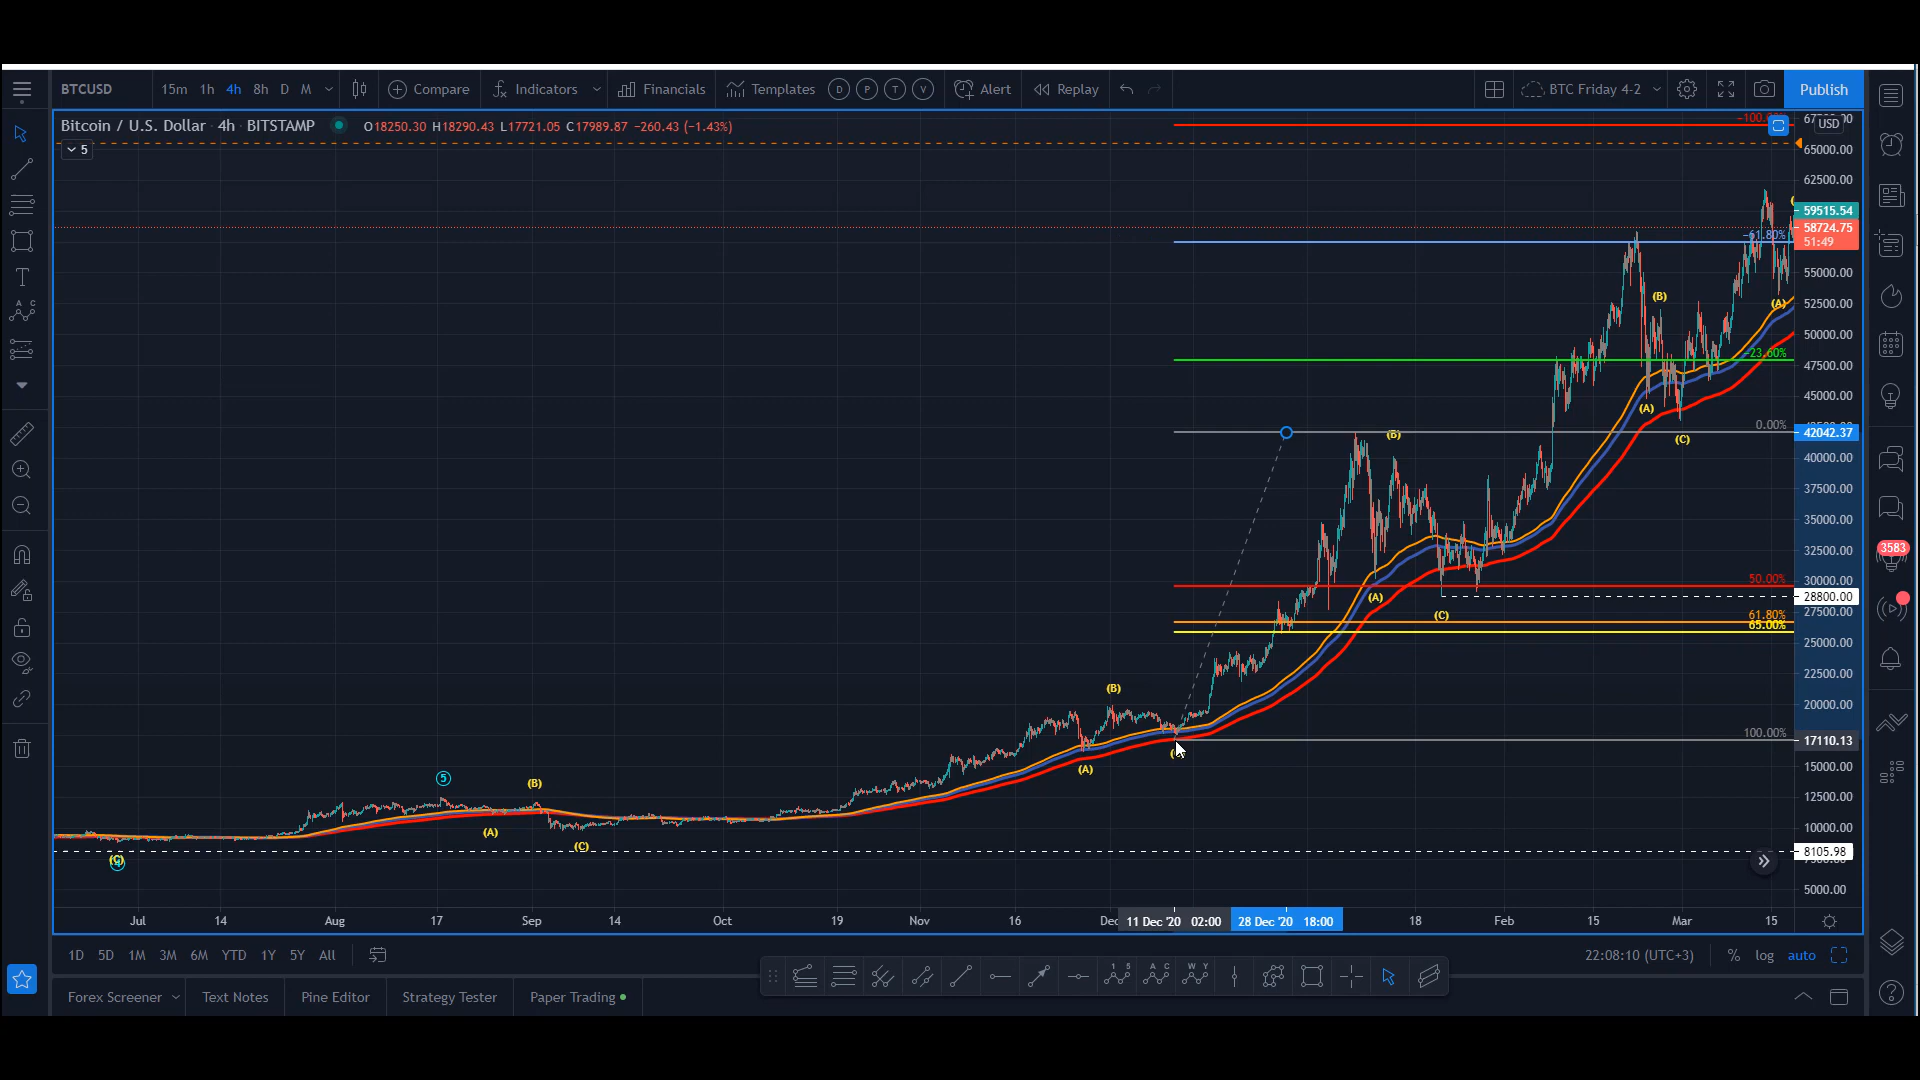 BTCUSD 15m 1h 4h 8h D M Compare Indicators Financials Templates D P T V Alert Replay BTC Friday 4-2 Publish
Bitcoin / U.S. Dollar · 4h · BITSTAMP O18250.30 H18290.43 L17721.05 C17989.87 −260.43 (−1.43%)
5
USD
65000.00
62500.00
59515.54
58724.75
51:49
55000.00
52500.00
50000.00
47500.00
45000.00
42042.37
40000.00
37500.00
35000.00
32500.00
30000.00
28800.00
27500.00
25000.00
22500.00
20000.00
17110.13
15000.00
12500.00
10000.00
8105.98
5000.00
−61.80%
−23.60%
0.00%
50.00%
61.80%
65.00%
100.00%
(B)
(A)
(A)
(B)
(C)
(A)
(C)
(B)
(A)
5
(B)
(A)
(C)
Jul 14 Aug 17 Sep 14 Oct 19 Nov 16 11 Dec '20 02:00 28 Dec '20 18:00 18 Feb 15 Mar 15
1D 5D 1M 3M 6M YTD 1Y 5Y All 22:08:10 (UTC+3) % log auto
1 5 A C W Y
Forex Screener Text Notes Pine Editor Strategy Tester Paper Trading
A C
3583